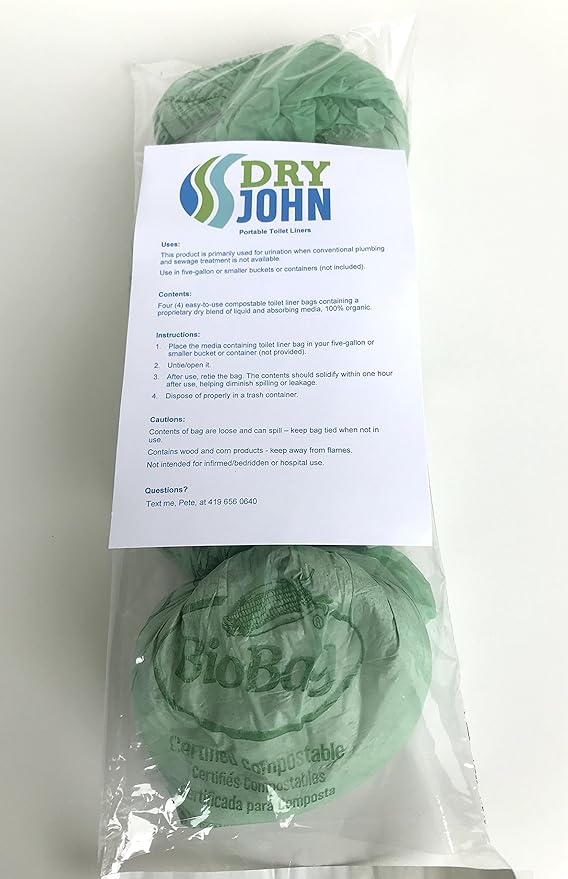 DRY
JOHN
Portable Toilet Liners
Uses:
This product is primarily used for urination when conventional plumbing
and sewage treatment is not available.
Use in five-gallon or smaller buckets or containers (not included).
Contents:
Four (4) easy-to-use compostable toilet liner bags containing a
proprietary dry blend of liquid and absorbing media, 100% organic.
Instructions:
1. Place the media containing toilet liner bag in your five-gallon or
smaller bucket or container (not provided).
2. Untie/open it.
3. After use, retie the bag. The contents should solidify within one hour
after use, helping diminish spilling or leakage.
4. Dispose of properly in a trash container.
Cautions:
Contents of bag are loose and can spill – keep bag tied when not in
use.
Contains wood and corn products - keep away from flames.
Not intended for infirmed/bedridden or hospital use.
Questions?
Text me, Pete, at 419 656 0640
BioBag
Certified compostable
Certifiés Compostables
ertificada para Composta